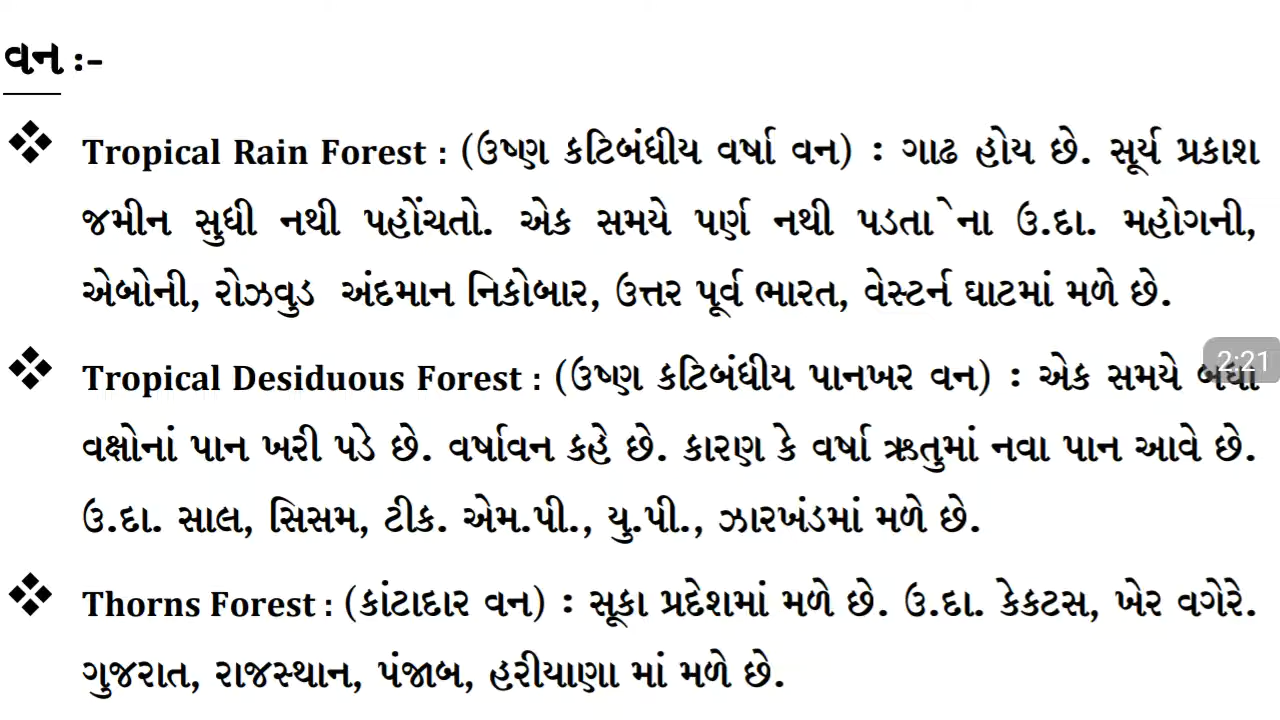 વન :-
❖ Tropical Rain Forest : (ઉષ્ણ કટિબંધીય વર્ષા વન) : ગાઢ હોય છે. સૂર્ય પ્રકાશ
જમીન સુધી નથી પહોંચતો. એક સમયે પર્ણ નથી પડતા ેના ઉ.દા. મહોગની,
એબોની, રોઝવુડ અંદમાન નિકોબાર, ઉત્તર પૂર્વ ભારત, વેસ્ટર્ન ઘાટમાં મળે છે.
❖ Tropical Desiduous Forest : (ઉષ્ણ કટિબંધીય પાનખર વન) : એક સમયે બધા
2:21
વક્ષોનાં પાન ખરી પડે છે. વર્ષાવન કહે છે. કારણ કે વર્ષા ઋતુમાં નવા પાન આવે છે.
ઉ.દા. સાલ, સિસમ, ટીક. એમ.પી., યુ.પી., ઝારખંડમાં મળે છે.
❖ Thorns Forest : (કાંટાદાર વન) : સૂકા પ્રદેશમાં મળે છે. ઉ.દા. કેકટસ, ખેર વગેરે.
ગુજરાત, રાજસ્થાન, પંજાબ, હરીયાણા માં મળે છે.